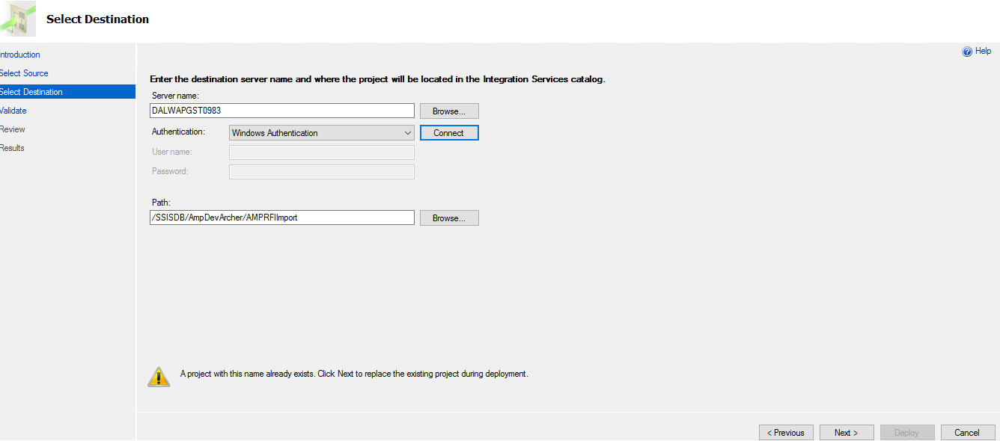 Select Destination
Help
ntroduction
Select Source
Select Destination
Validate
Review
Results
Enter the destination server name and where the project will be located in the Integration Services catalog.
Server name:
DALWAPGST0983
Browse...
Authentication:
Windows Authentication
Connect
User name:
Password:
Path:
/SSISDB/AmpDevArcher/AMPRFIImport
Browse...
A project with this name already exists. Click Next to replace the existing project during deployment.
< Previous
Next >
Deploy
Cancel